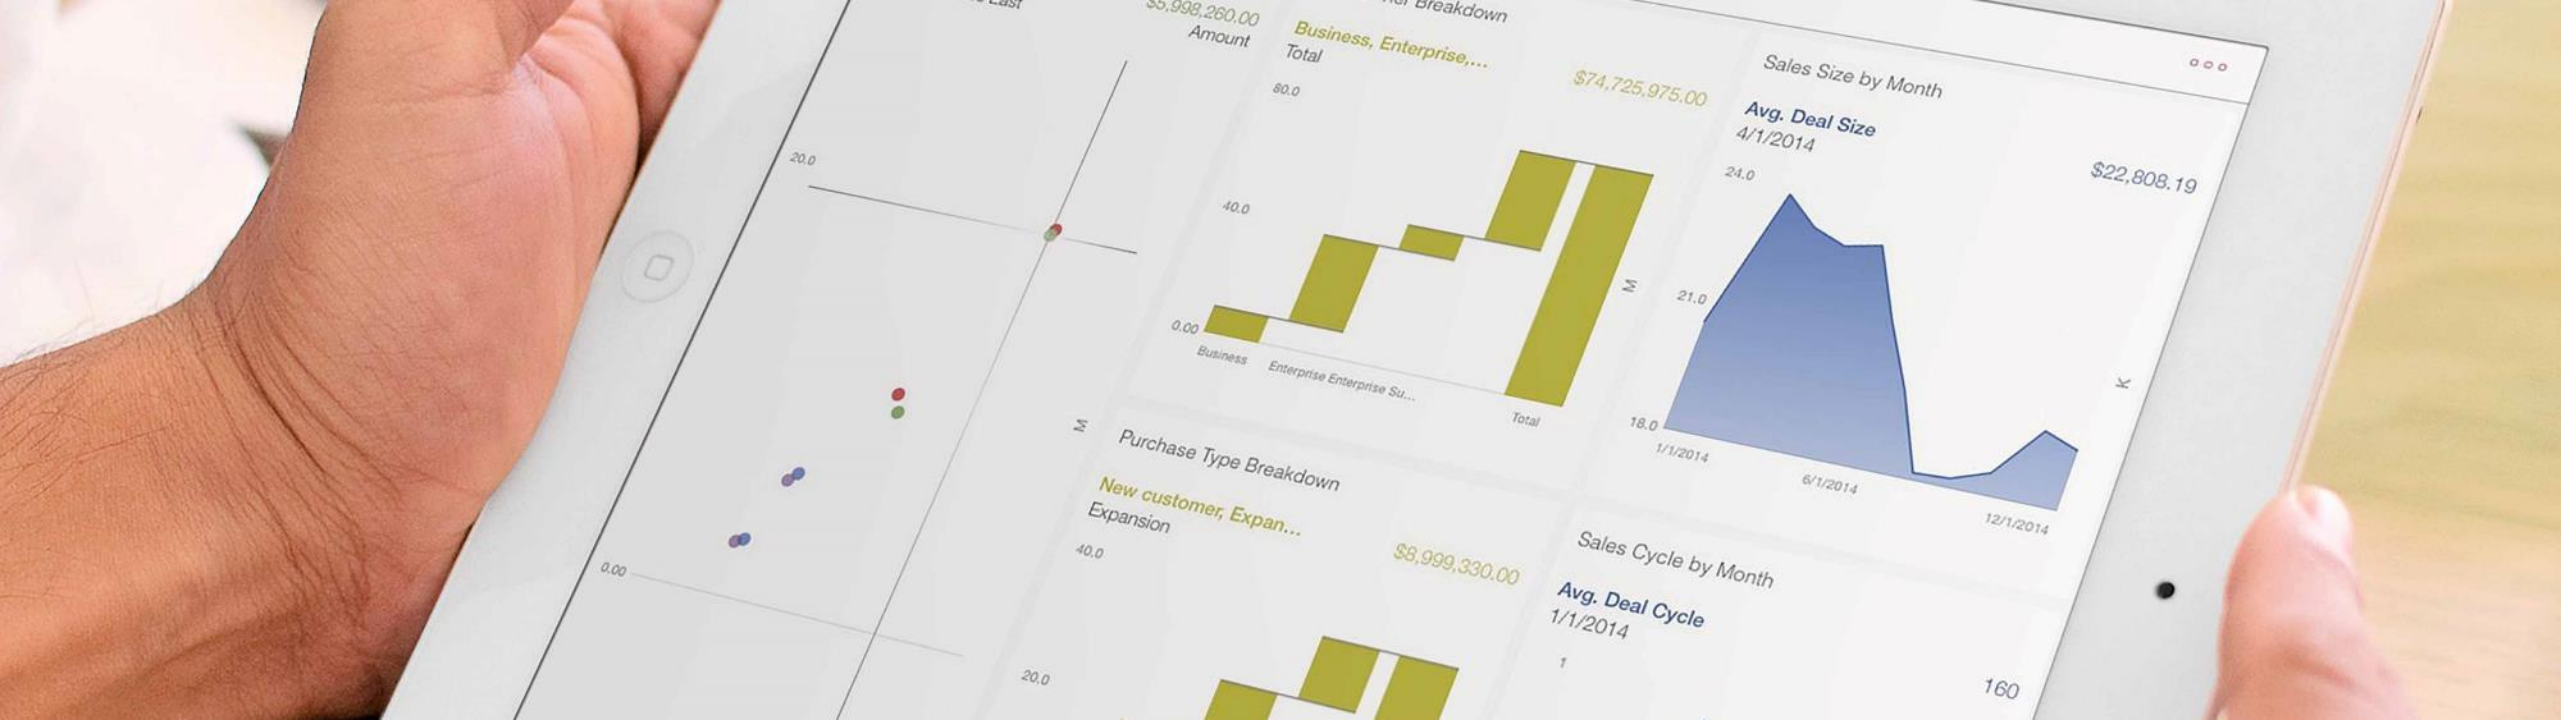 East
$5,998,260.00
Amount
20.0
0.00
M
Breakdown
Business, Enterprise,...
Total
$74,725,975.00
80.0
40.0
0.00
M
Business
Enterprise Enterprise Su...
Total
Purchase Type Breakdown
New customer, Expan...
Expansion
$8,999,330.00
40.0
20.0
Sales Size by Month
Avg. Deal Size
4/1/2014
$22,808.19
24.0
21.0
18.0
K
1/1/2014
6/1/2014
12/1/2014
Sales Cycle by Month
Avg. Deal Cycle
1/1/2014
1
160